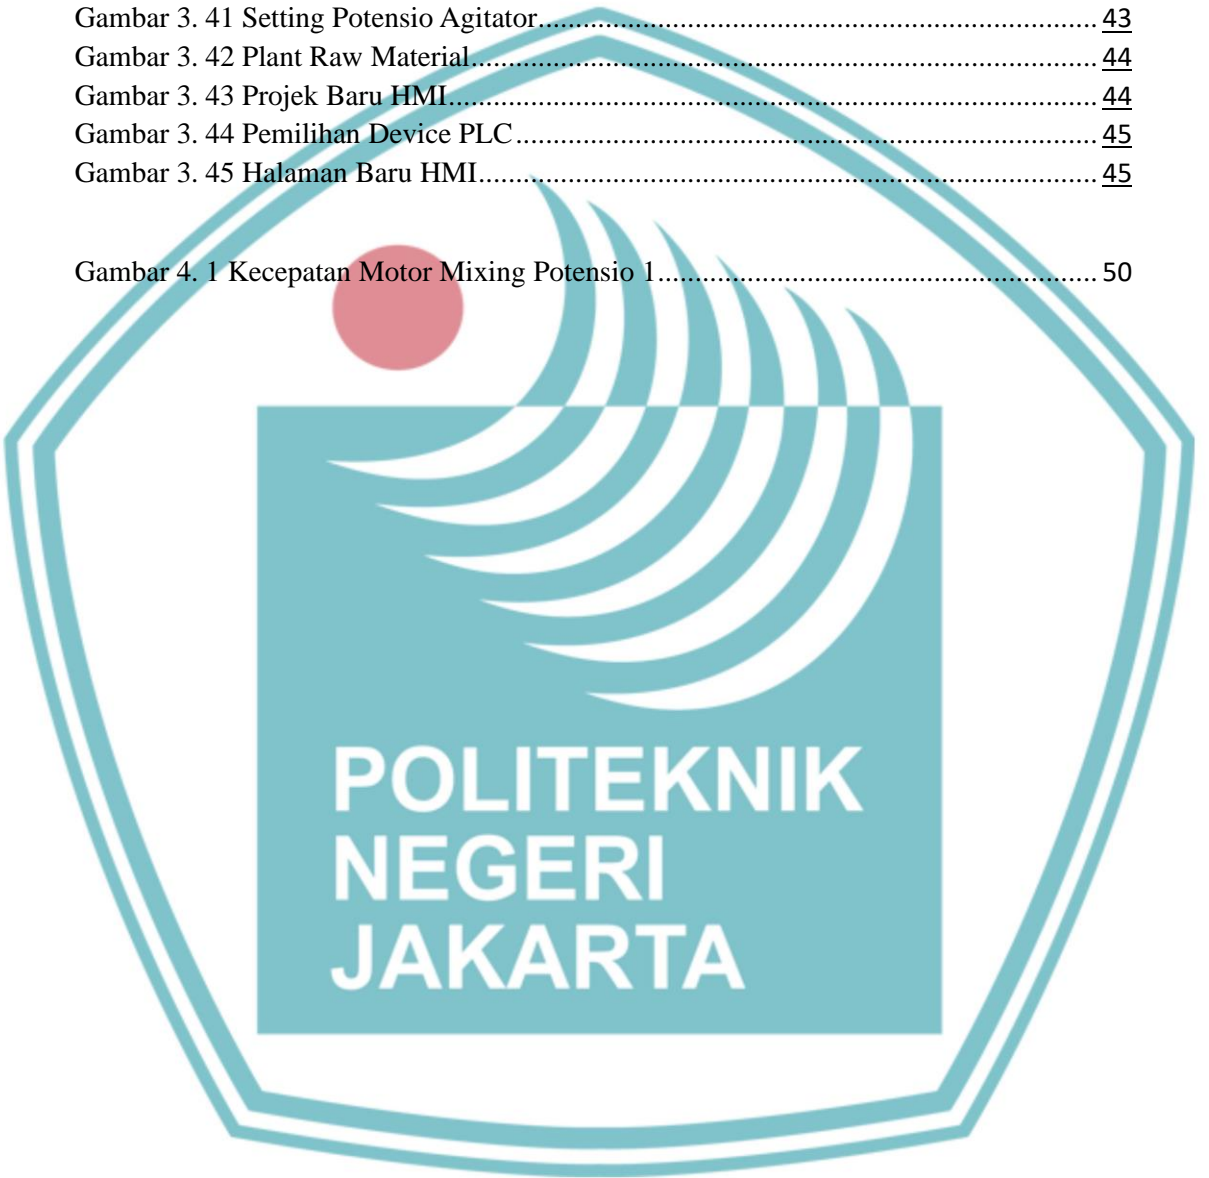 Gambar 3. 41 Setting Potensio Agitator........................................................................... 43
Gambar 3. 42 Plant Raw Material.................................................................................... 44
Gambar 3. 43 Projek Baru HMI....................................................................................... 44
Gambar 3. 44 Pemilihan Device PLC.............................................................................. 45
Gambar 3. 45 Halaman Baru HMI................................................................................... 45
Gambar 4. 1 Kecepatan Motor Mixing Potensio 1........................................................... 50
POLITEKNIK
NEGERI
JAKARTA